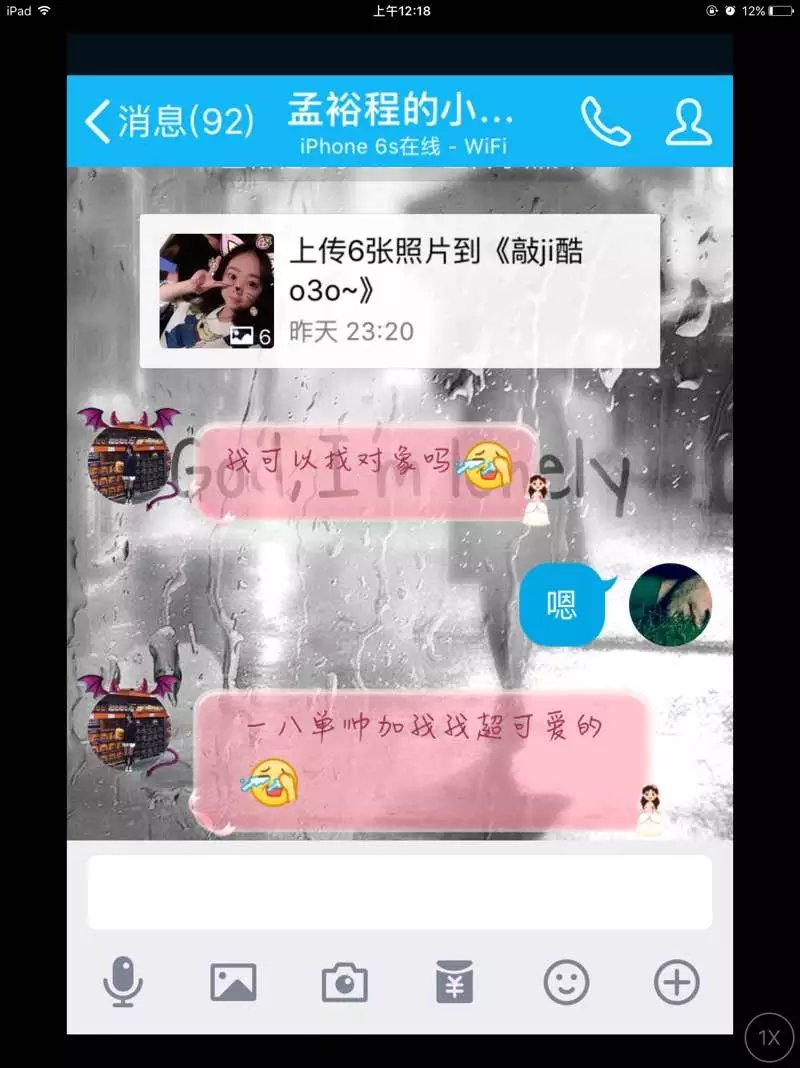 iPad
上午12:18
12%
消息(92)
孟裕程的小...
iPhone 6s在线 - WiFi
上传6张照片到《敲ji酷
o3o~》
6
昨天 23:20
God, I'm lonely
我可以找对象吗
嗯
一八单帅加我我超可爱的
1X